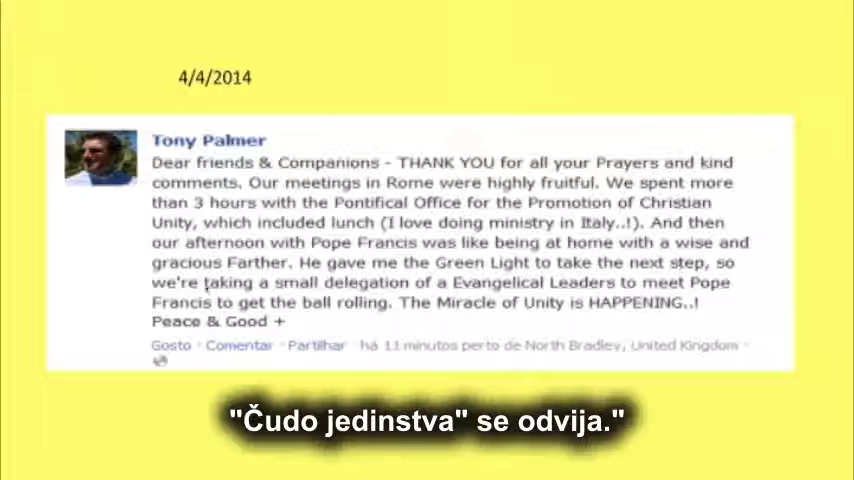 4/4/2014
Tony Palmer
Dear friends & Companions - THANK YOU for all your Prayers and kind
comments. Our meetings in Rome were highly fruitful. We spent more
than 3 hours with the Pontifical Office for the Promotion of Christian
Unity, which included lunch (I love doing ministry in Italy..!). And then
our afternoon with Pope Francis was like being at home with a wise and
gracious Farther. He gave me the Green Light to take the next step, so
we're taking a small delegation of a Evangelical Leaders to meet Pope
Francis to get the ball rolling. The Miracle of Unity is HAPPENING..!
Peace & Good +
Gosto · Comentar · Partilhar · há 11 minutos perto de North Bradley, United Kingdom ·
"Čudo jedinstva" se odvija."